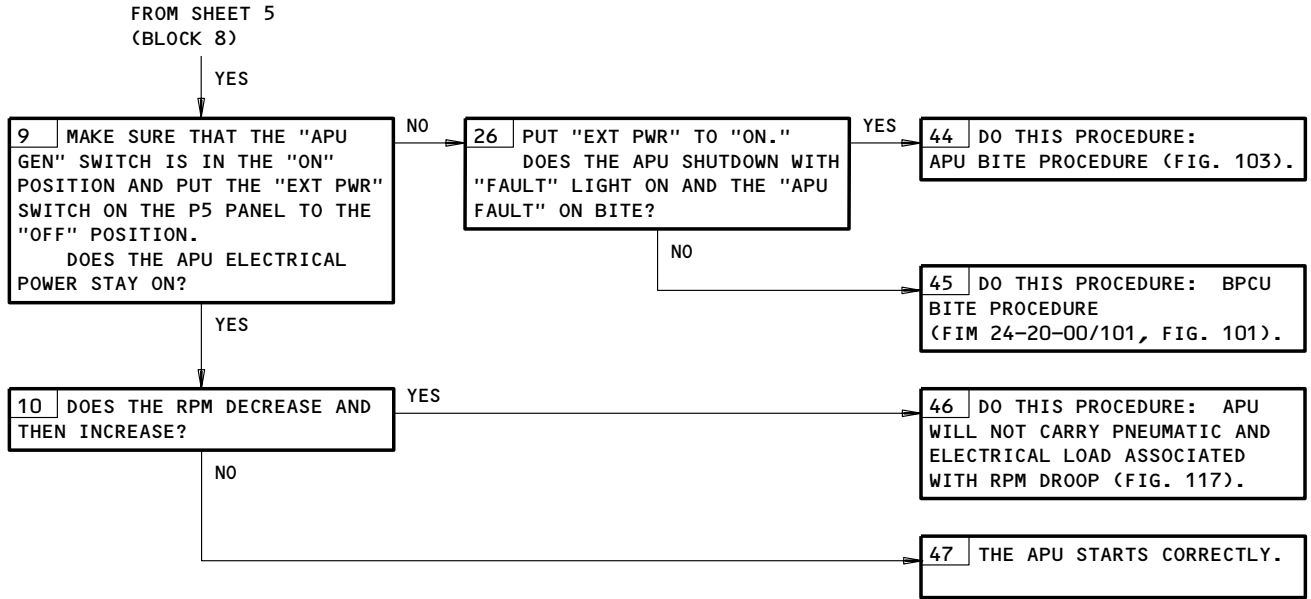 FROM SHEET 5
(BLOCK 8)
YES
9 MAKE SURE THAT THE "APU
GEN" SWITCH IS IN THE "ON"
POSITION AND PUT THE "EXT PWR"
SWITCH ON THE P5 PANEL TO THE
"OFF" POSITION.
DOES THE APU ELECTRICAL
POWER STAY ON?
NO
26 PUT "EXT PWR" TO "ON."
DOES THE APU SHUTDOWN WITH
"FAULT" LIGHT ON AND THE "APU
FAULT" ON BITE?
YES
44 DO THIS PROCEDURE:
APU BITE PROCEDURE (FIG. 103).
NO
45 DO THIS PROCEDURE: BPCU
BITE PROCEDURE
(FIM 24-20-00/101, FIG. 101).
YES
10 DOES THE RPM DECREASE AND
THEN INCREASE?
YES
46 DO THIS PROCEDURE: APU
WILL NOT CARRY PNEUMATIC AND
ELECTRICAL LOAD ASSOCIATED
WITH RPM DROOP (FIG. 117).
NO
47 THE APU STARTS CORRECTLY.